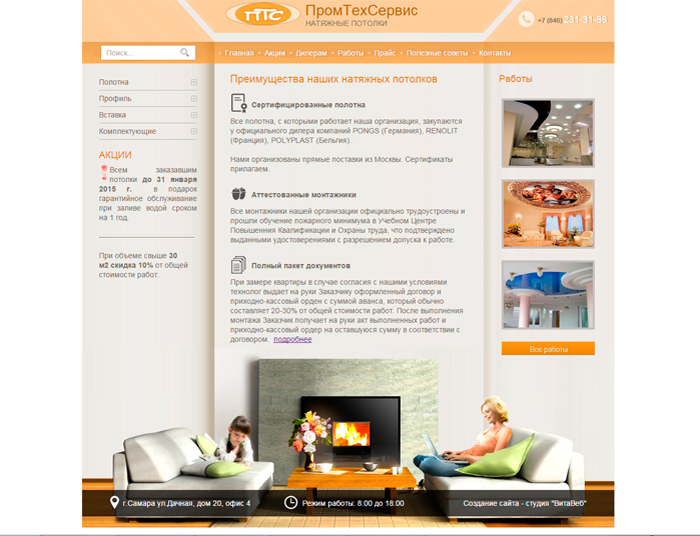 ПТС
ПромТехСервис
НАТЯЖНЫЕ ПОТОЛКИ
+7 (846) 231-31-86
Поиск...
Главная
Акции
Дилерам
Работы
Прайс
Полезные советы
Контакты
Полотна
Профиль
Вставка
Комплектующие
АКЦИИ
Всем заказавшим
потолки до 31 января
2015 г. в подарок
гарантийное обслуживание
при заливе водой сроком
на 1 год.
При объеме свыше 30
м2 скидка 10% от общей
стоимости работ.
Преимущества наших натяжных потолков
Сертифицированные полотна
Все полотна, с которыми работает наша организация, закупаются
у официального дилера компаний PONGS (Германия), RENOLIT
(Франция), POLYPLAST (Бельгия).
Нами организованы прямые поставки из Москвы. Сертификаты
прилагаем.
Аттестованные монтажники
Все монтажники нашей организации официально трудоустроены и
прошли обучение пожарного минимума в Учебном Центре
Повышения Квалификации и Охраны труда, что подтверждено
выданными удостоверениями с разрешением допуска к работе.
Полный пакет документов
При замере квартиры в случае согласия с нашими условиями
технолог выдает на руки Заказчику оформленный договор и
приходно-кассовый ордер с суммой аванса, который обычно
составляет 20-30% от общей стоимости работ. После выполнения
монтажа Заказчик получает на руки акт выполненных работ и
приходно-кассовый ордер на оставшуюся сумму в соответствии с
договором. подробнее
Работы
Все работы
г.Самара ул.Дачная, дом 20, офис 4
Режим работы: 8:00 до 18:00
Создание сайта - студия "ВитаВеб"